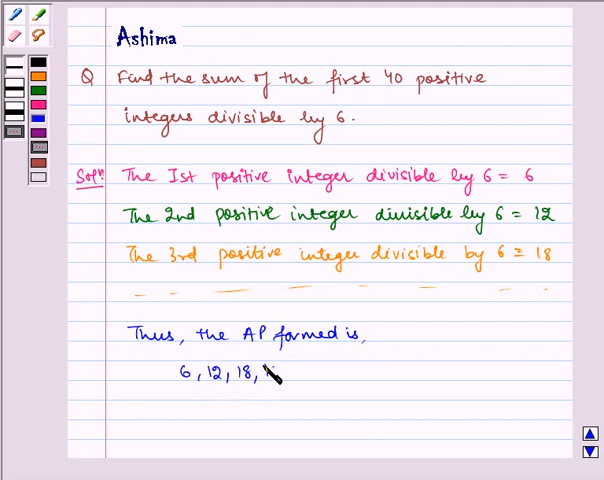 Ashima
Q Find the sum of the first 40 positive
integers divisible by 6.
Solⁿ. The Ist positive integer divisible by 6 = 6
The 2nd positive integer divisible by 6 = 12
The 3rd positive integer divisible by 6 = 18
Thus, the AP formed is,
6, 12, 18,